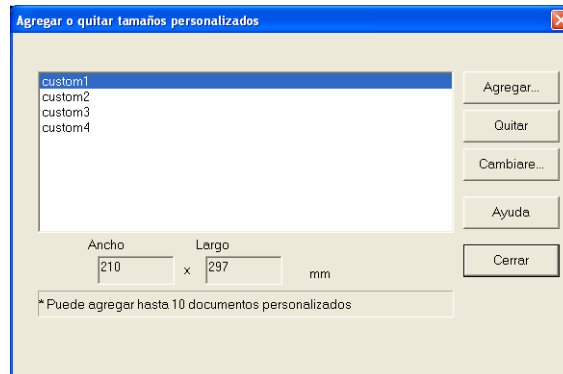 Agregar o quitar tamaños personalizados
custom1
custom2
custom3
custom4
Agregar...
Quitar
Cambiare...
Ayuda
Cerrar
Ancho Largo
210 x 297 mm
* Puede agregar hasta 10 documentos personalizados